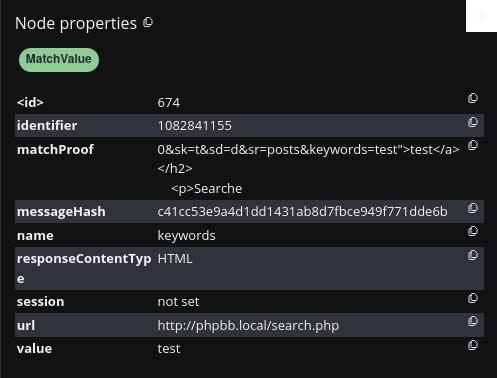 Node properties
MatchValue
<id> 674
identifier 1082841155
matchProof 0&sk=t&sd=d&sr=posts&keywords=test">test</a>
</h2>
<p>Searche
messageHash c41cc53e9a4d1dd1431ab8d7fbce949f771dde6b
name keywords
responseContentTyp HTML
e
session not set
url http://phpbb.local/search.php
value test